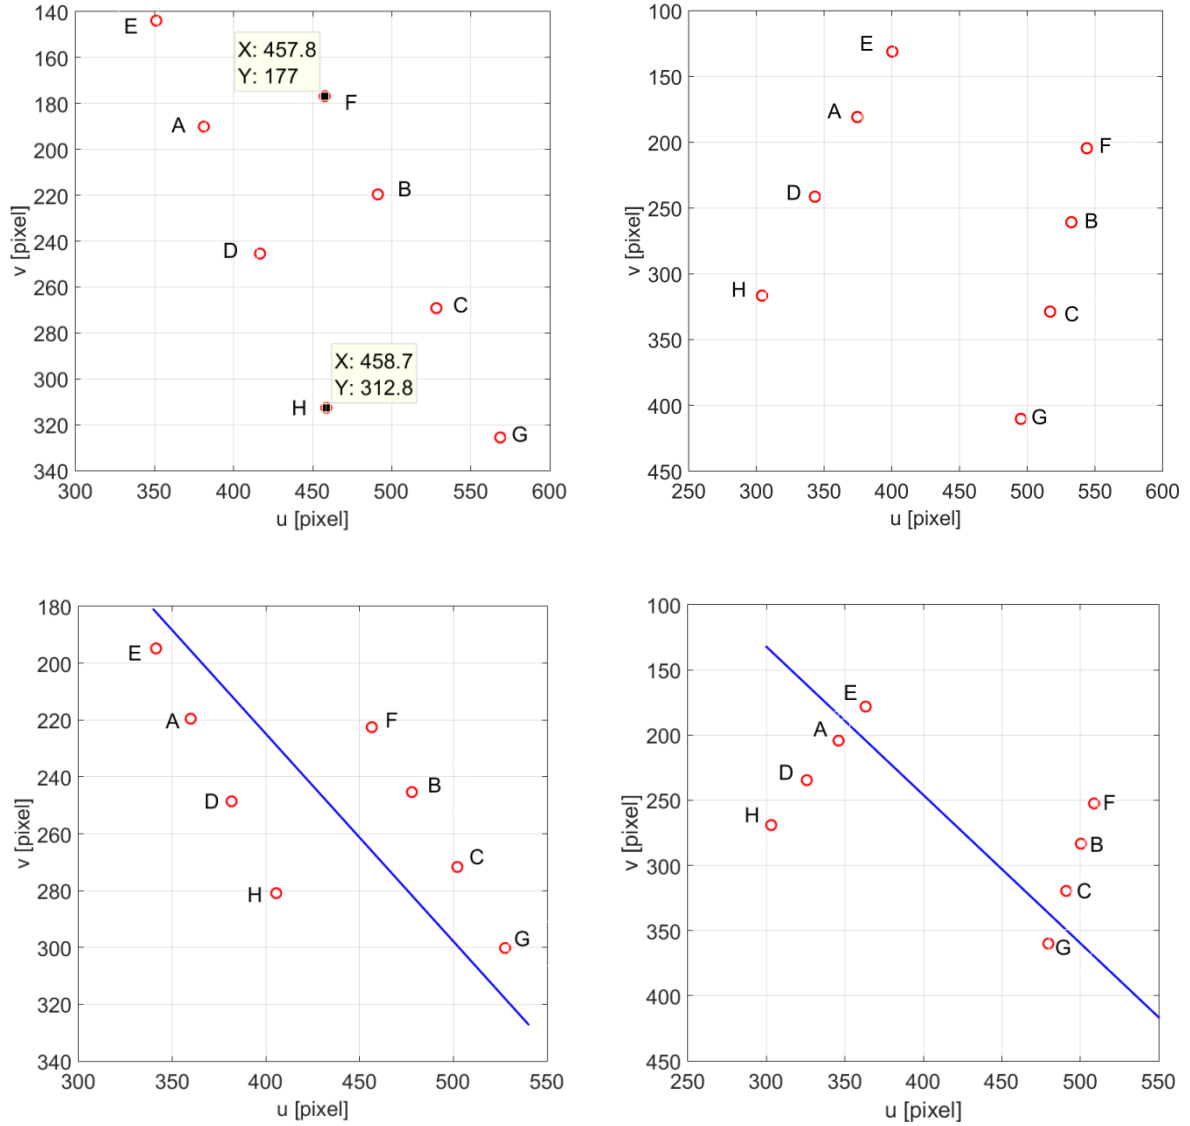 140
160
180
200
220
240
260
280
300
320
340
v [pixel]
E
X: 457.8
Y: 177
F
A
B
D
C
X: 458.7
Y: 312.8
H
G
300 350 400 450 500 550 600
u [pixel]
100
150
200
250
300
350
400
450
v [pixel]
E
A
F
D
B
H
C
G
250 300 350 400 450 500 550 600
u [pixel]
180
200
220
240
260
280
300
320
340
v [pixel]
E
A
F
D
B
C
H
G
300 350 400 450 500 550
u [pixel]
100
150
200
250
300
350
400
450
v [pixel]
E
A
D
F
H
B
C
G
250 300 350 400 450 500 550
u [pixel]